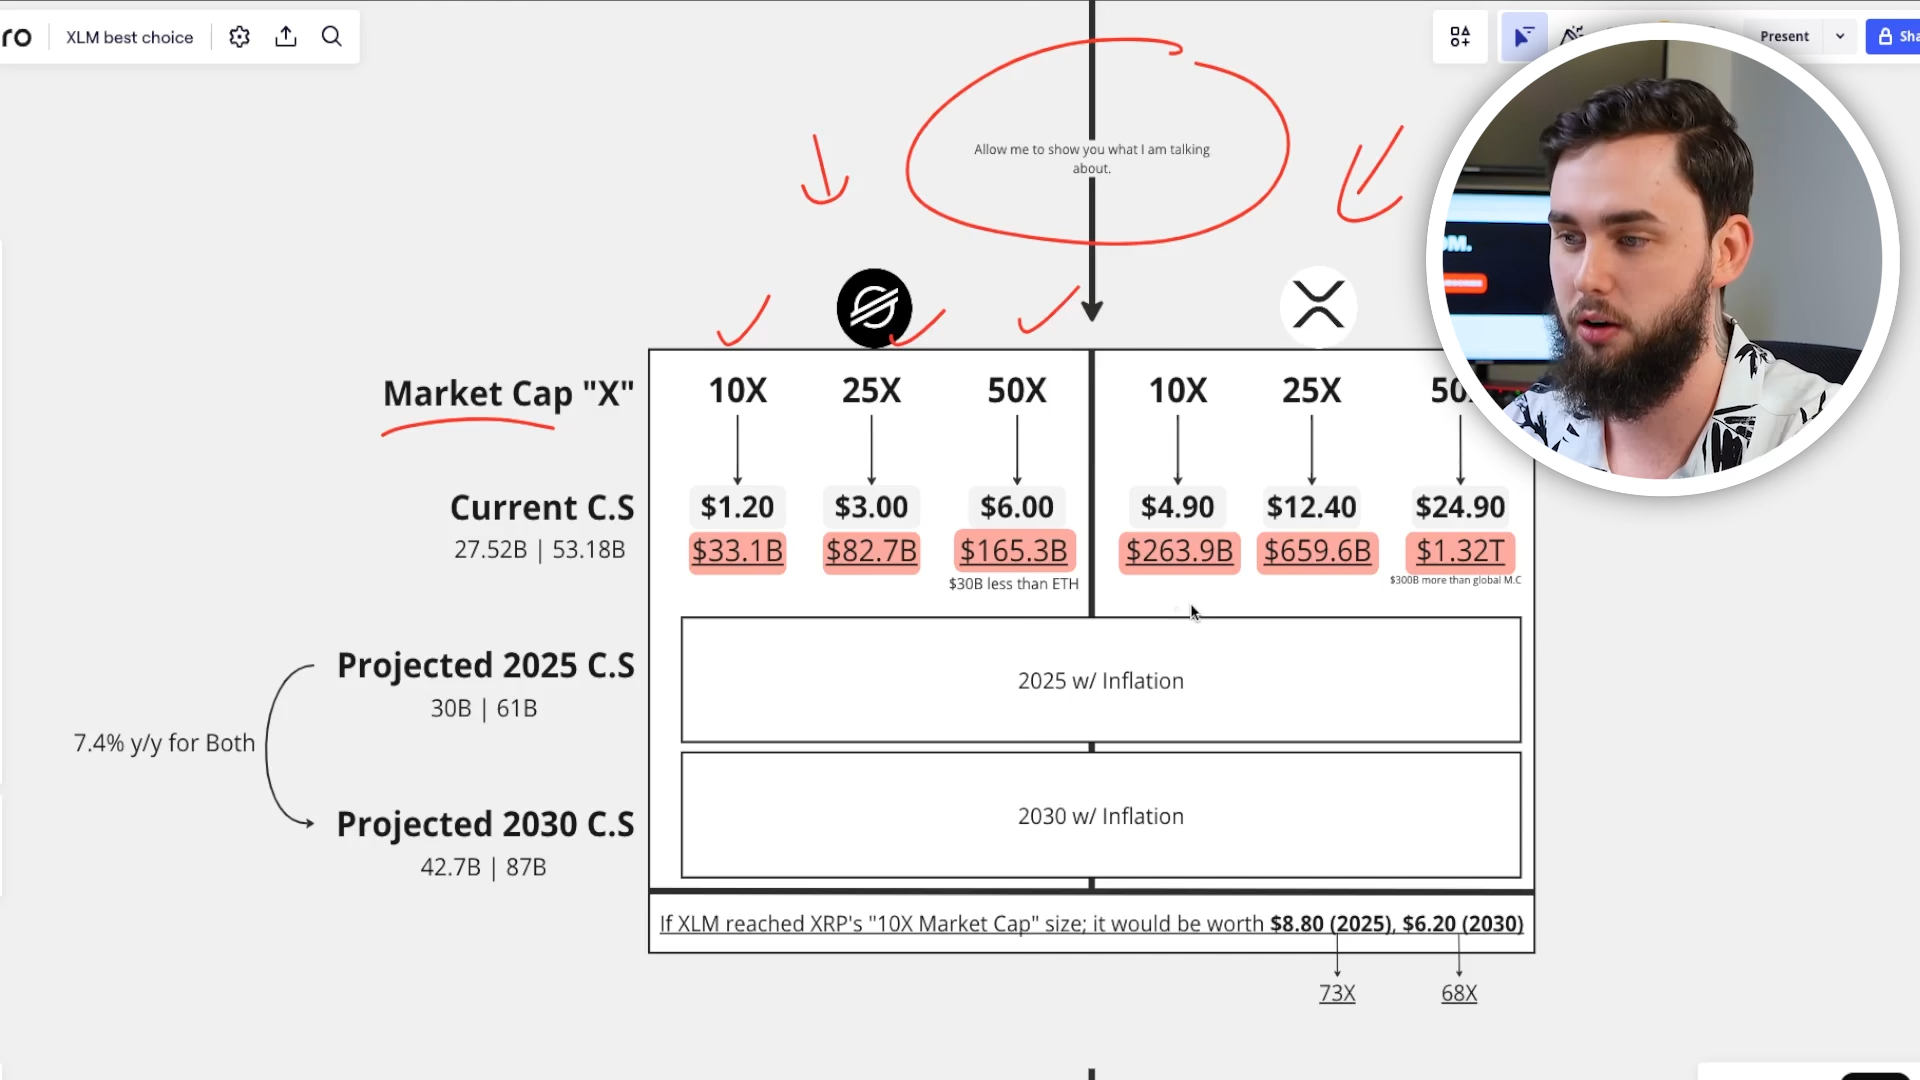 ro
XLM best choice
Present
Sha
Allow me to show you what I am talking
about.
OM.
Market Cap "X"
10X 25X 50X 10X 25X
Current C.S
$1.20 $3.00 $6.00 $4.90 $12.40 $24.90
27.52B | 53.18B
$33.1B $82.7B $165.3B $263.9B $659.6B $1.32T
$30B less than ETH
$300B more than global M.C
Projected 2025 C.S
30B | 61B
2025 w/ Inflation
7.4% y/y for Both
Projected 2030 C.S
42.7B | 87B
2030 w/ Inflation
If XLM reached XRP's "10X Market Cap" size; it would be worth $8.80 (2025), $6.20 (2030)
73X 68X